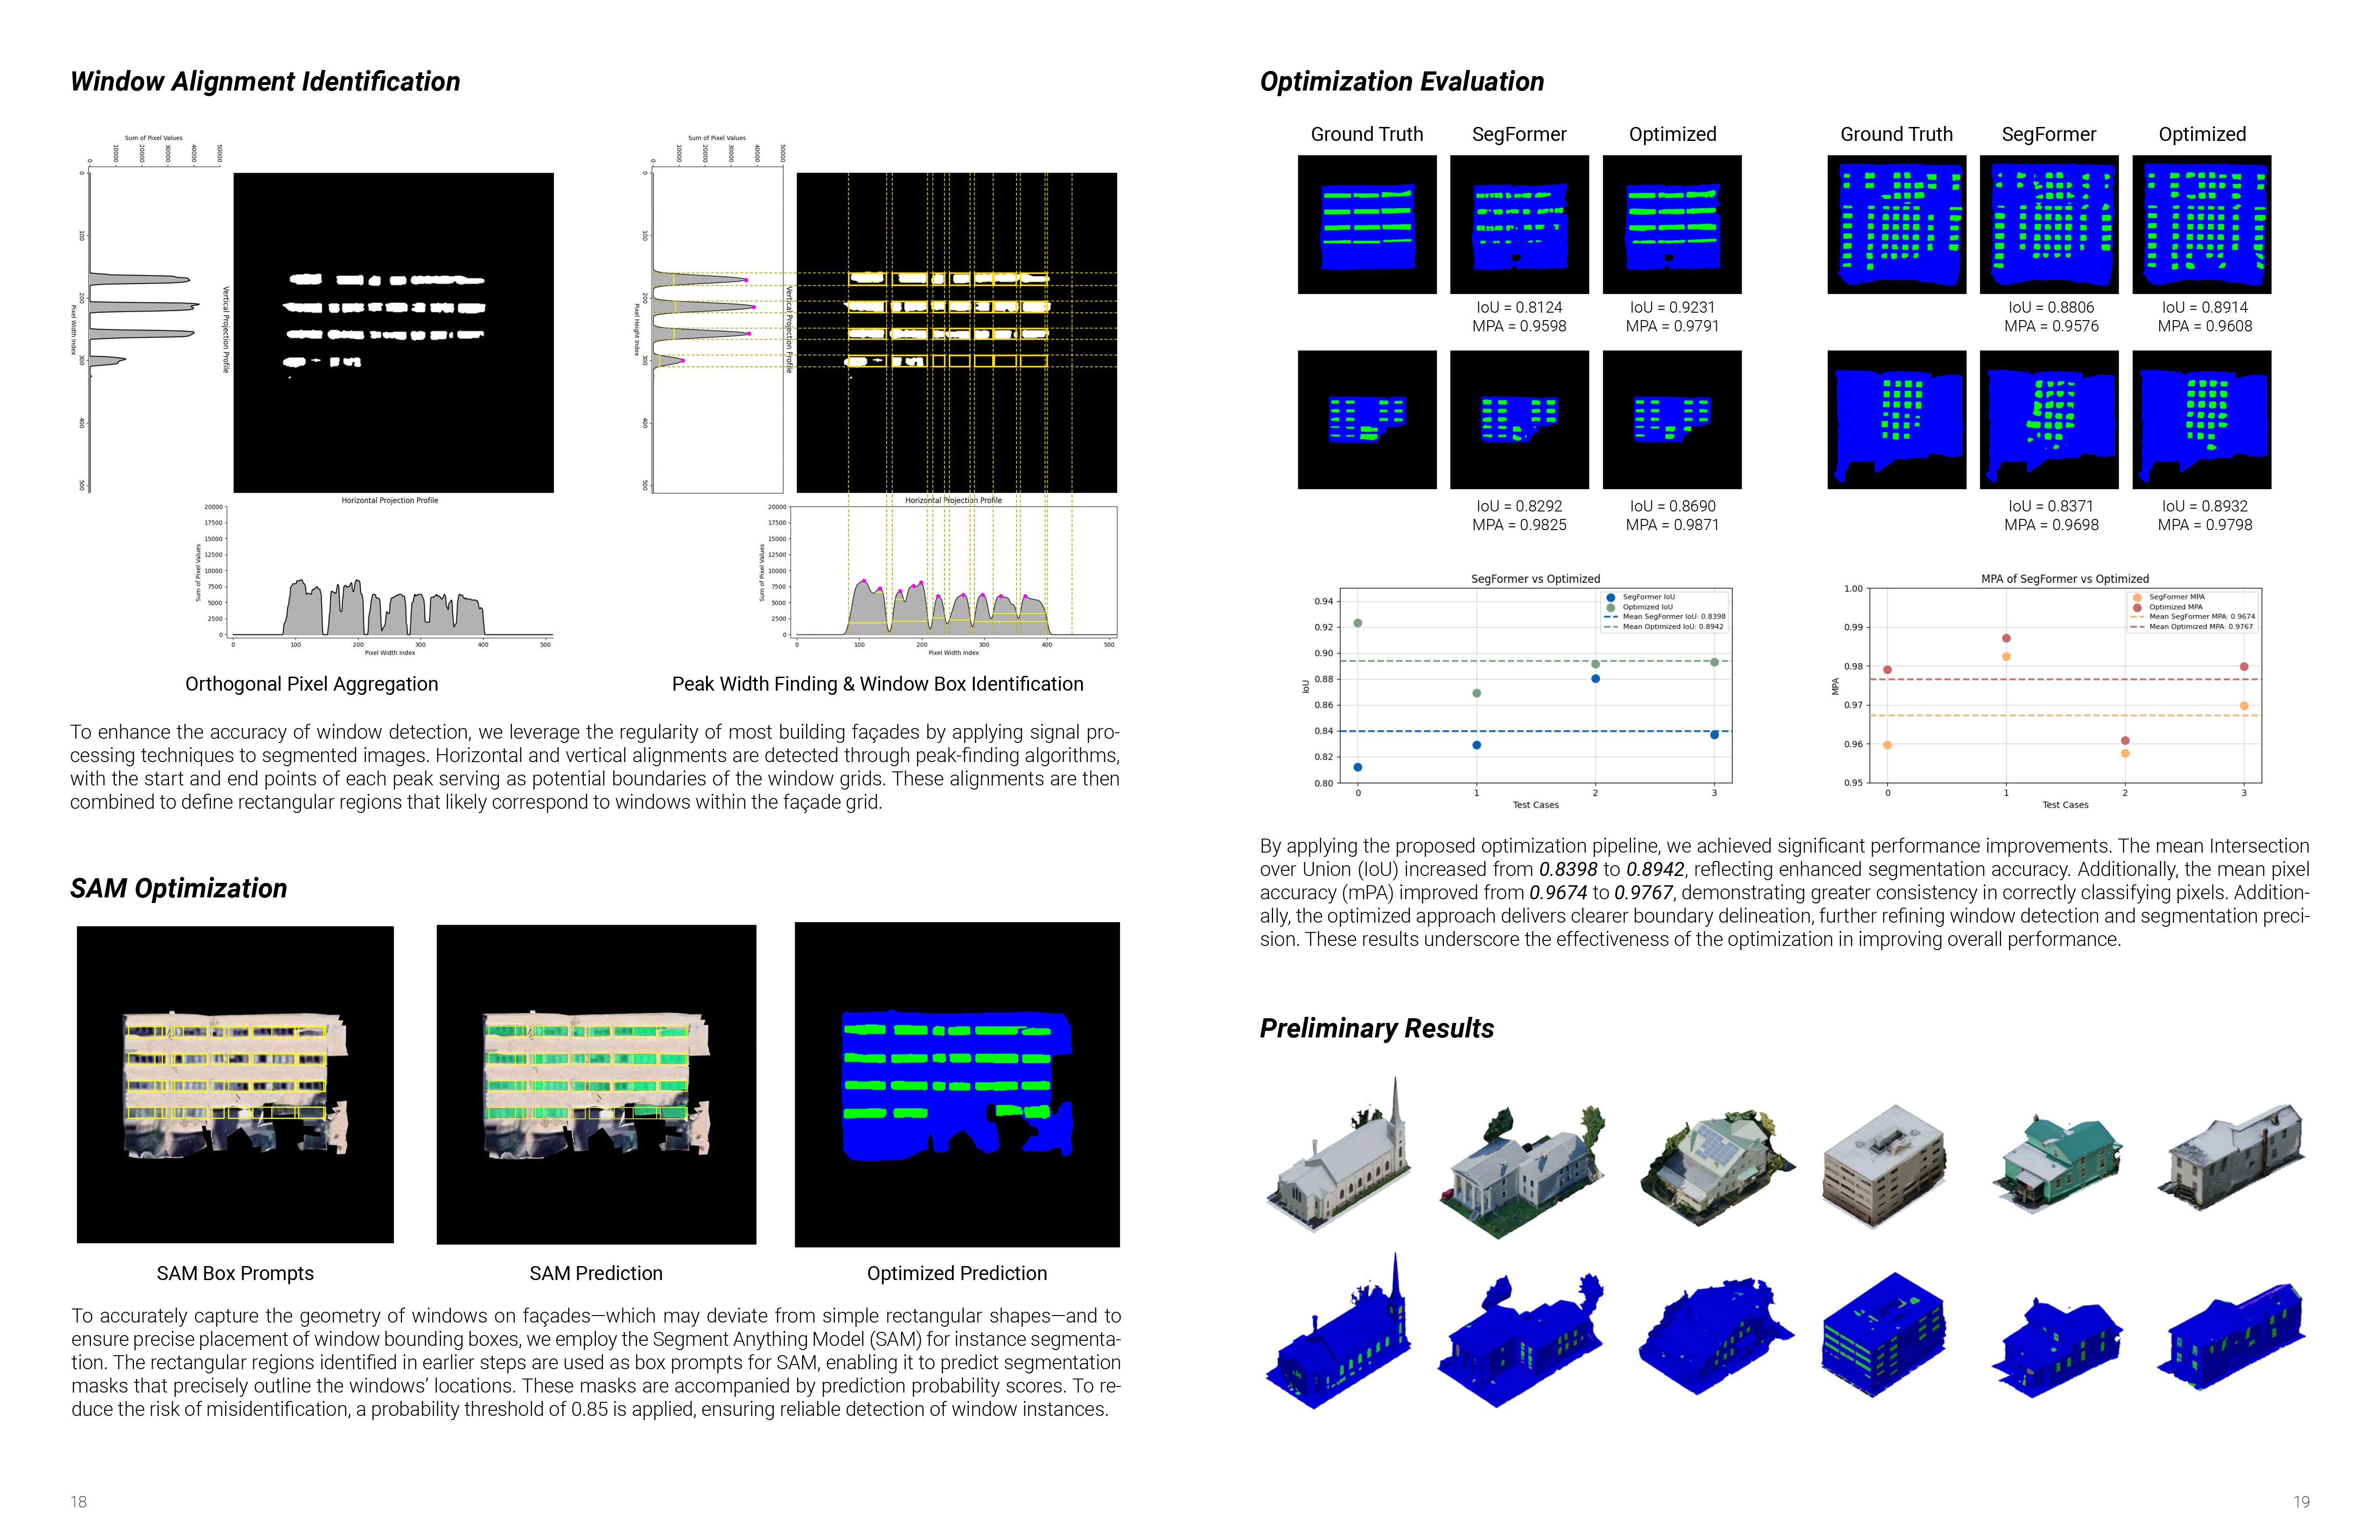 Window Alignment Identification
Sum of Pixel Values
0 10000 20000 30000 40000 50000
0 100 200 300 400 500
Pixel Width Index
Vertical Projection Profile
Horizontal Projection Profile
20000
17500
15000
12500
10000
7500
5000
2500
0
Sum of Pixel Values
0 100 200 300 400 500
Pixel Width Index
Sum of Pixel Values
0 10000 20000 30000 40000 50000
0 100 200 300 400 500
Pixel Height Index
Vertical Projection Profile
Horizontal Projection Profile
20000
17500
15000
12500
10000
7500
5000
2500
0
Sum of Pixel Values
0 100 200 300 400 500
Pixel Width Index
Orthogonal Pixel Aggregation
Peak Width Finding & Window Box Identification
To enhance the accuracy of window detection, we leverage the regularity of most building façades by applying signal pro-
cessing techniques to segmented images. Horizontal and vertical alignments are detected through peak-finding algorithms,
with the start and end points of each peak serving as potential boundaries of the window grids. These alignments are then
combined to define rectangular regions that likely correspond to windows within the façade grid.
SAM Optimization
SAM Box Prompts
SAM Prediction
Optimized Prediction
To accurately capture the geometry of windows on façades—which may deviate from simple rectangular shapes—and to
ensure precise placement of window bounding boxes, we employ the Segment Anything Model (SAM) for instance segmenta-
tion. The rectangular regions identified in earlier steps are used as box prompts for SAM, enabling it to predict segmentation
masks that precisely outline the windows’ locations. These masks are accompanied by prediction probability scores. To re-
duce the risk of misidentification, a probability threshold of 0.85 is applied, ensuring reliable detection of window instances.
18
Optimization Evaluation
Ground Truth SegFormer Optimized
Ground Truth SegFormer Optimized
IoU = 0.8124 IoU = 0.9231
MPA = 0.9598 MPA = 0.9791
IoU = 0.8806 IoU = 0.8914
MPA = 0.9576 MPA = 0.9608
IoU = 0.8292 IoU = 0.8690
MPA = 0.9825 MPA = 0.9871
IoU = 0.8371 IoU = 0.8932
MPA = 0.9698 MPA = 0.9798
SegFormer vs Optimized
SegFormer IoU
Optimized IoU
Mean SegFormer IoU: 0.8398
Mean Optimized IoU: 0.8942
0.94
0.92
0.90
0.88
0.86
0.84
0.82
0.80
IoU
0 1 2 3
Test Cases
MPA of SegFormer vs Optimized
SegFormer MPA
Optimized MPA
Mean SegFormer MPA: 0.9674
Mean Optimized MPA: 0.9767
1.00
0.99
0.98
0.97
0.96
0.95
MPA
0 1 2 3
Test Cases
By applying the proposed optimization pipeline, we achieved significant performance improvements. The mean Intersection
over Union (IoU) increased from 0.8398 to 0.8942, reflecting enhanced segmentation accuracy. Additionally, the mean pixel
accuracy (mPA) improved from 0.9674 to 0.9767, demonstrating greater consistency in correctly classifying pixels. Addition-
ally, the optimized approach delivers clearer boundary delineation, further refining window detection and segmentation preci-
sion. These results underscore the effectiveness of the optimization in improving overall performance.
Preliminary Results
19